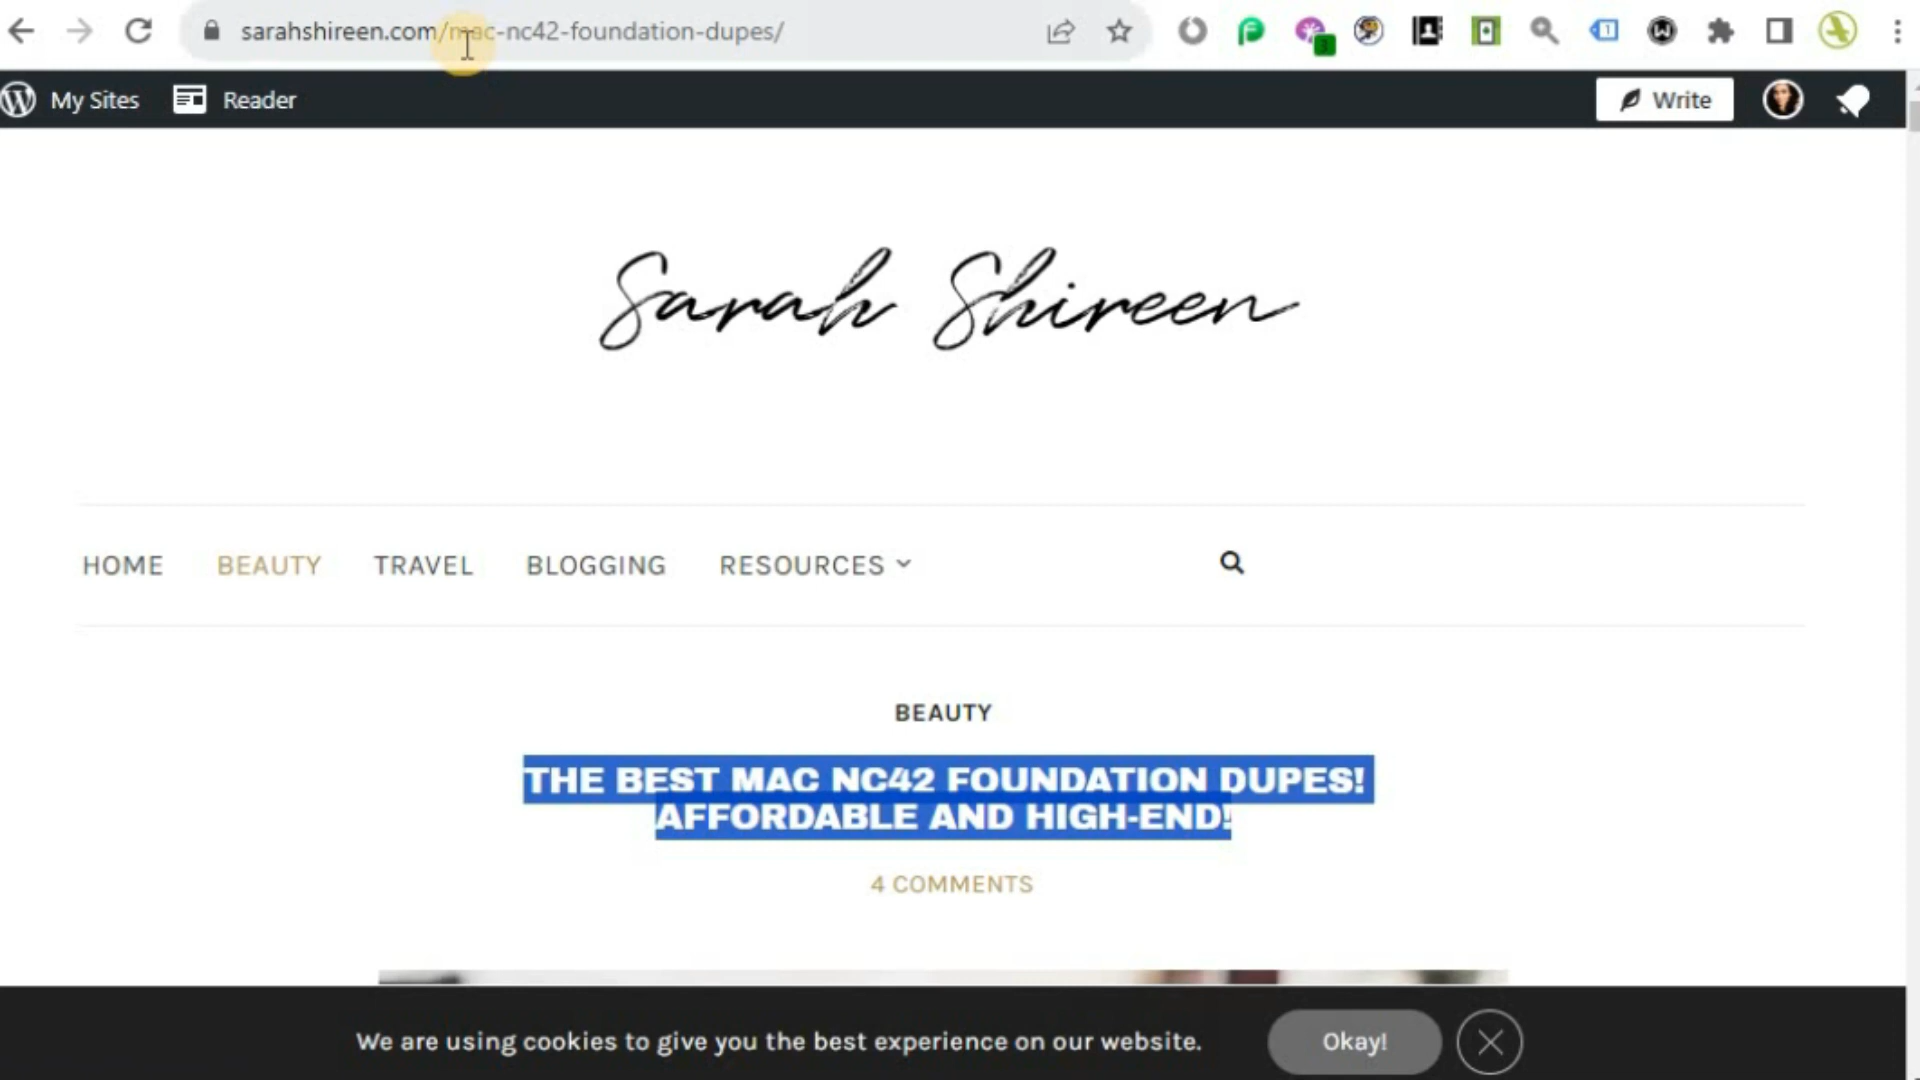 sarahshireen.com/mac-nc42-foundation-dupes/
3
1
My Sites
Reader
Write
Sarah Shireen
HOME
BEAUTY
TRAVEL
BLOGGING
RESOURCES
BEAUTY
THE BEST MAC NC42 FOUNDATION DUPES!
AFFORDABLE AND HIGH-END!
4 COMMENTS
We are using cookies to give you the best experience on our website.
Okay!